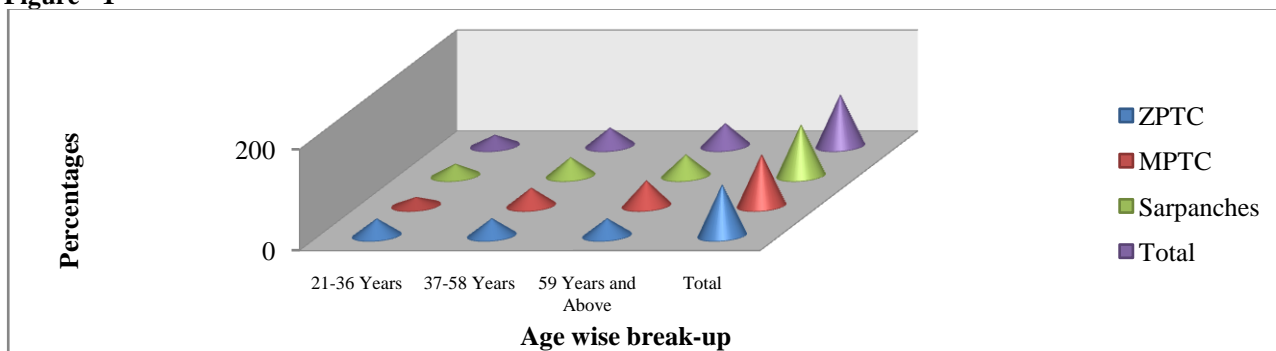 Figure - 1
200
0
Percentages
21-36 Years
37-58 Years
59 Years and
Above
Total
Age wise break-up
ZPTC
MPTC
Sarpanches
Total